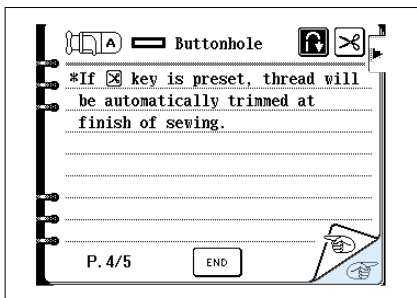 A Buttonhole
*If key is preset, thread will
be automatically trimmed at
finish of sewing.
P.4/5 END